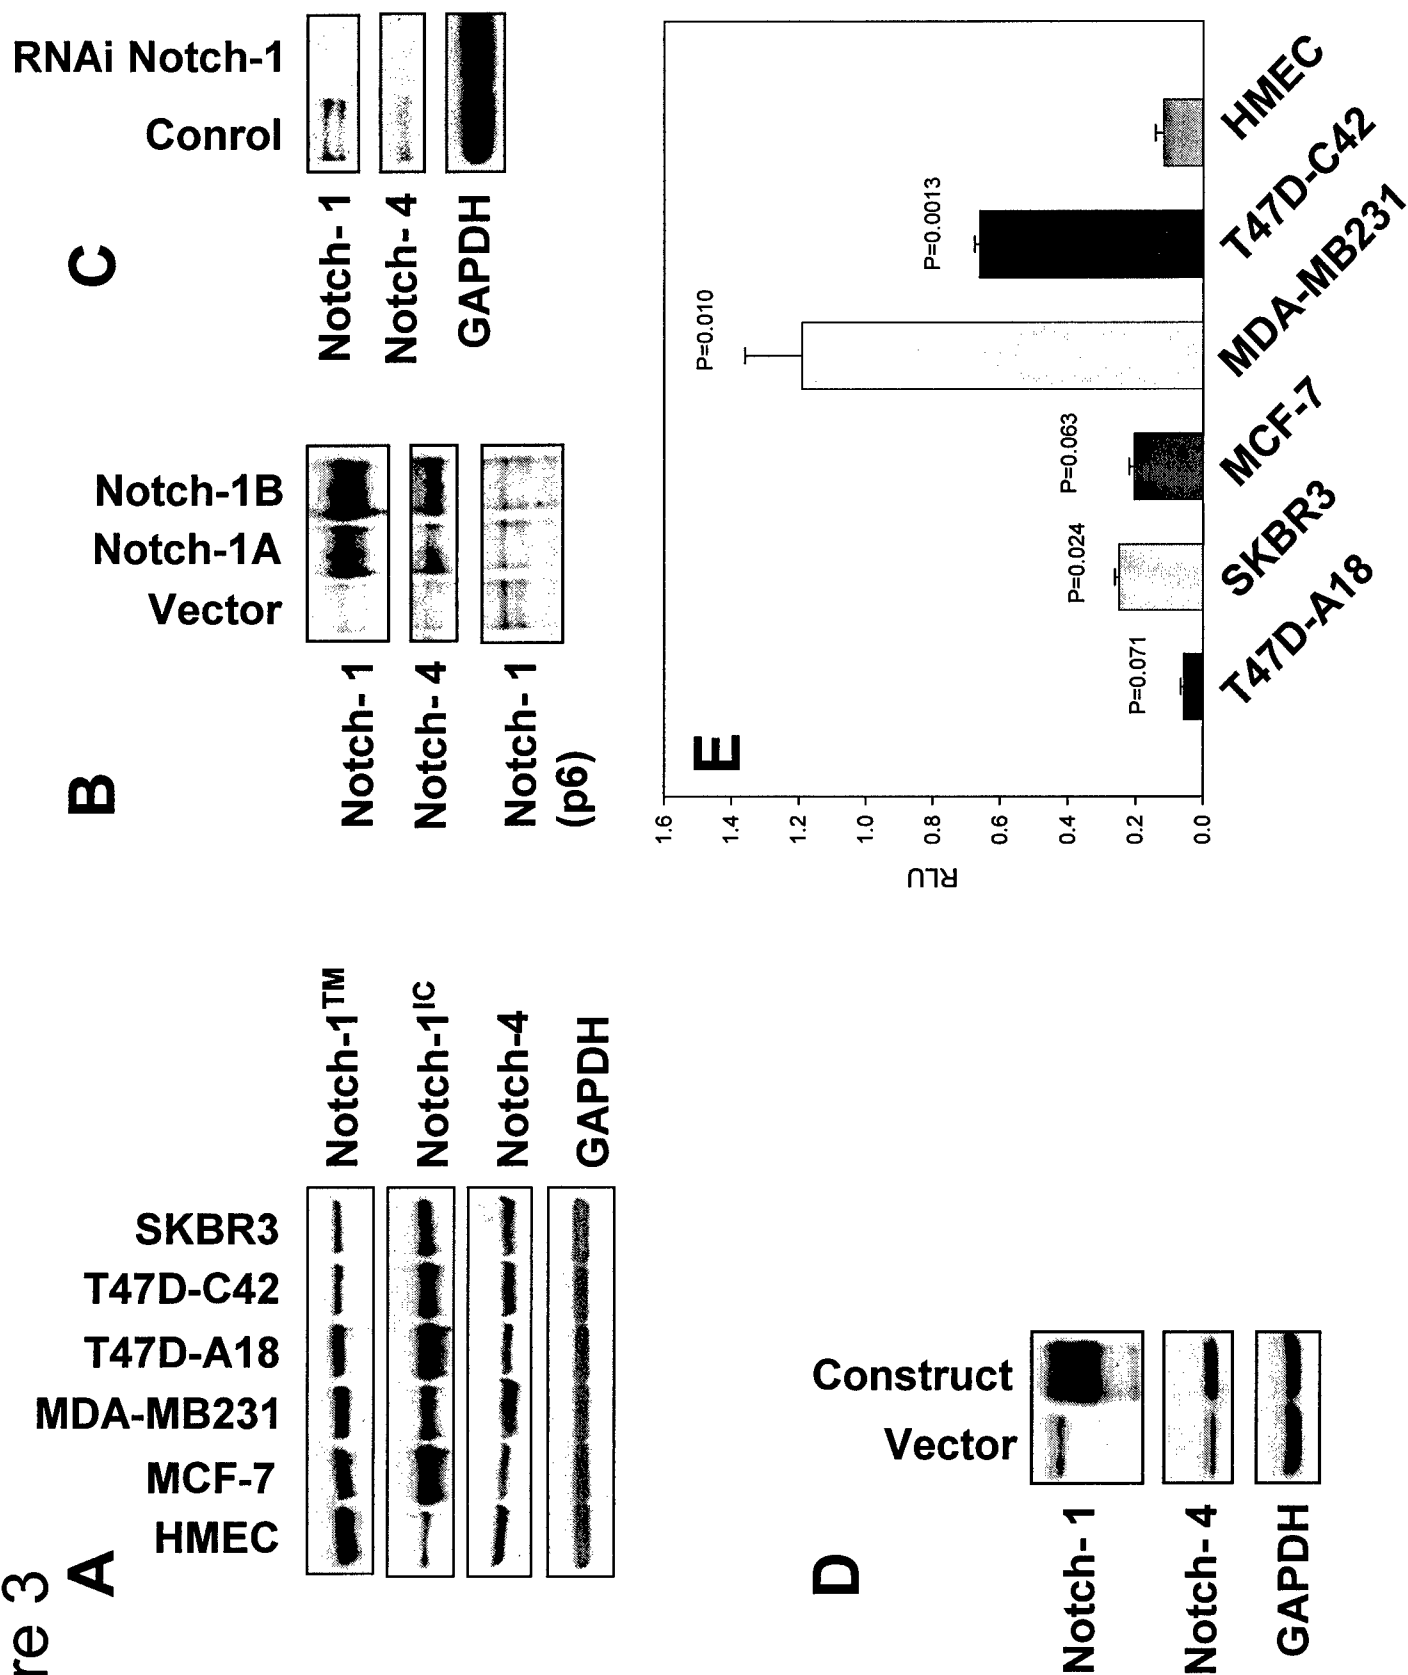 re 3
A
HMEC
MCF-7
MDA-MB231
T47D-A18
T47D-C42
SKBR3
Notch-1TM
Notch-1IC
Notch-4
GAPDH
B
Vector
Notch-1A
Notch-1B
Notch- 1
Notch- 4
Notch- 1
(p6)
C
Conrol
RNAi Notch-1
Notch- 1
Notch- 4
GAPDH
D
Vector
Construct
Notch- 1
Notch- 4
GAPDH
E
RLU
1.6
1.4
1.2
1.0
0.8
0.6
0.4
0.2
0.0
P=0.071
P=0.024
P=0.063
P=0.010
P=0.0013
T47D-A18
SKBR3
MCF-7
MDA-MB231
T47D-C42
HMEC